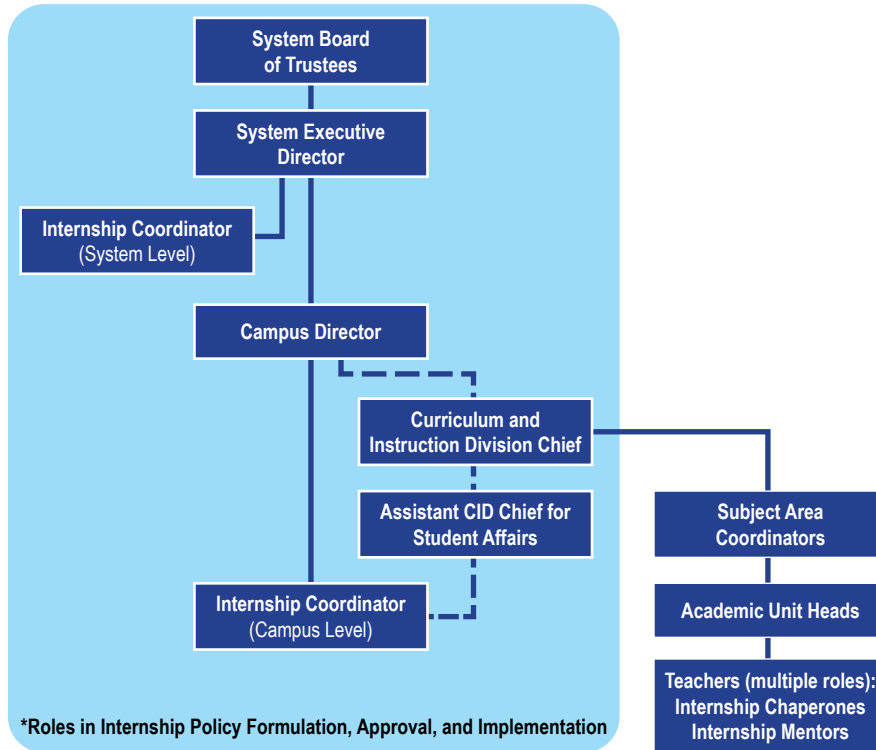 System Board
of Trustees
System Executive
Director
Internship Coordinator
(System Level)
Campus Director
Curriculum and
Instruction Division Chief
Assistant CID Chief for
Student Affairs
Internship Coordinator
(Campus Level)
Subject Area
Coordinators
Academic Unit Heads
Teachers (multiple roles):
Internship Chaperones
Internship Mentors
*Roles in Internship Policy Formulation, Approval, and Implementation